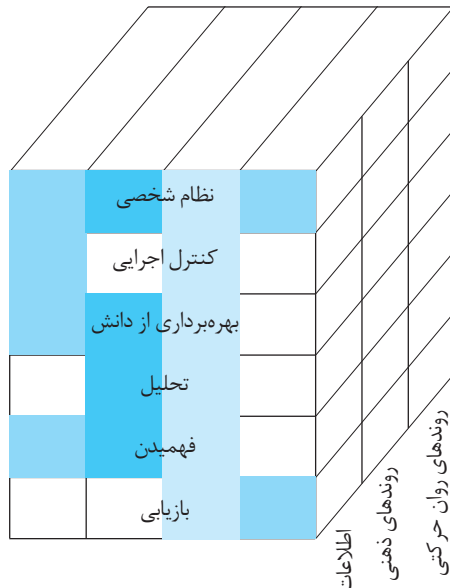 نظام شخصی
کنترل اجرایی
بهره‌برداری از دانش
تحلیل
فهمیدن
بازیابی
اطلاعات
روندهای ذهنی
روندهای روان حرکتی